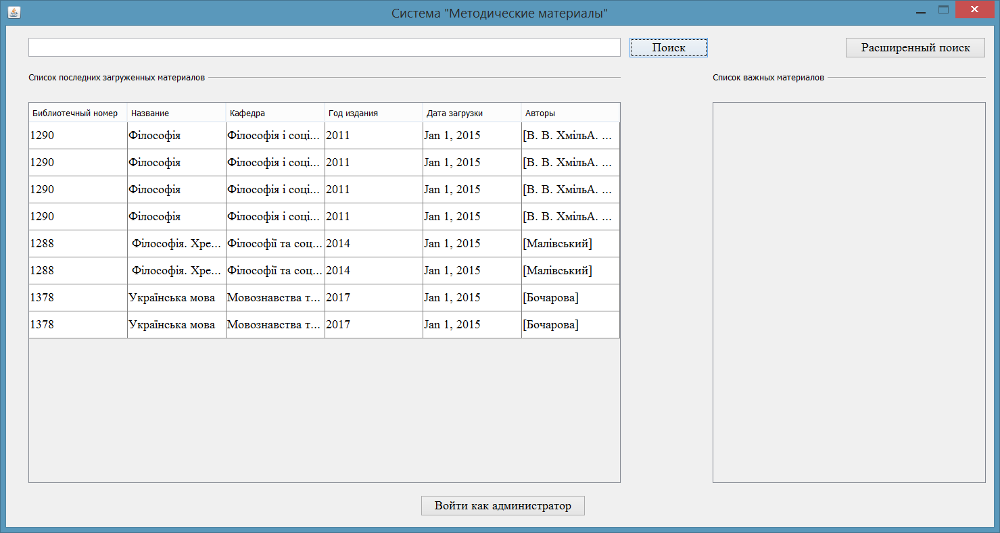 Система "Методические материалы"
Поиск
Расширенный поиск
Список последних загруженных материалов
Список важных материалов
Библиотечный номер Название Кафедра Год издания Дата загрузки Авторы
1290 Філософія Філософія і соці... 2011 Jan 1, 2015 [В. В. ХмільА. ...
1290 Філософія Філософія і соці... 2011 Jan 1, 2015 [В. В. ХмільА. ...
1290 Філософія Філософія і соці... 2011 Jan 1, 2015 [В. В. ХмільА. ...
1290 Філософія Філософія і соці... 2011 Jan 1, 2015 [В. В. ХмільА. ...
1288 Філософія. Хре... Філософії та соц... 2014 Jan 1, 2015 [Малівський]
1288 Філософія. Хре... Філософії та соц... 2014 Jan 1, 2015 [Малівський]
1378 Українська мова Мовознавства т... 2017 Jan 1, 2015 [Бочарова]
1378 Українська мова Мовознавства т... 2017 Jan 1, 2015 [Бочарова]
Войти как администратор